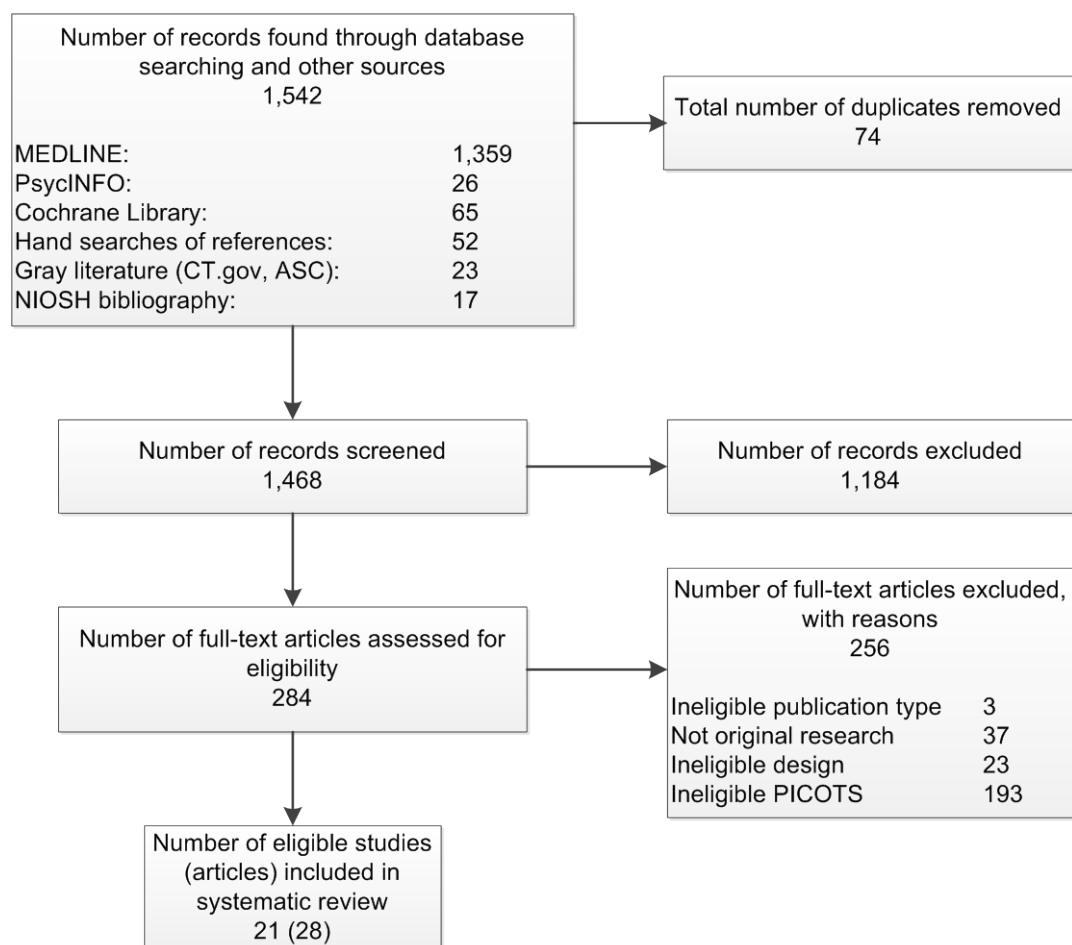 Number of records found through database
searching and other sources
1,542
MEDLINE: 1,359
PsycINFO: 26
Cochrane Library: 65
Hand searches of references: 52
Gray literature (CT.gov, ASC): 23
NIOSH bibliography: 17
Total number of duplicates removed
74
Number of records screened
1,468
Number of records excluded
1,184
Number of full-text articles assessed for
eligibility
284
Number of full-text articles excluded,
with reasons
256
Ineligible publication type 3
Not original research 37
Ineligible design 23
Ineligible PICOTS 193
Number of eligible studies
(articles) included in
systematic review
21 (28)